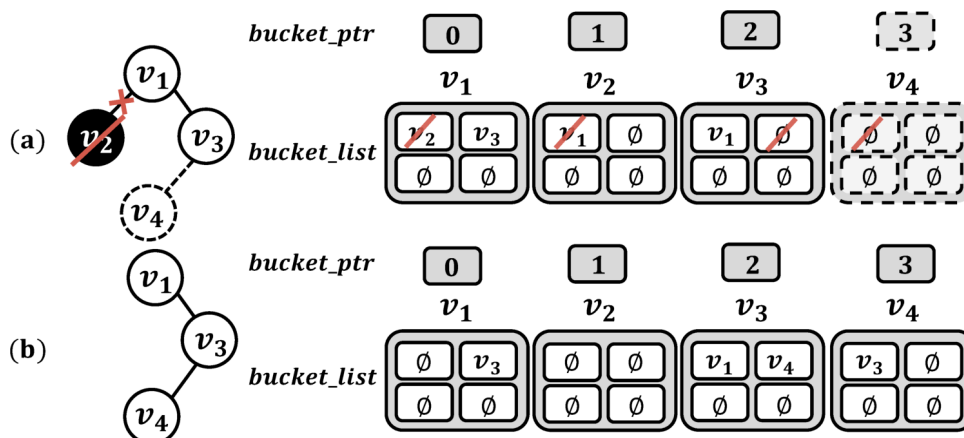 bucket_ptr 0 1 2 3
v₁ v₂ v₃ v₄
(a)
v₁
v₂ v₃
v₄
bucket_list
v₂ v₃ v₁ ∅ v₁ ∅ ∅ ∅
∅ ∅ ∅ ∅ ∅ ∅ ∅ ∅
bucket_ptr 0 1 2 3
v₁ v₂ v₃ v₄
(b)
v₁
v₃
v₄
bucket_list
∅ v₃ ∅ ∅ v₁ v₄ v₃ ∅
∅ ∅ ∅ ∅ ∅ ∅ ∅ ∅